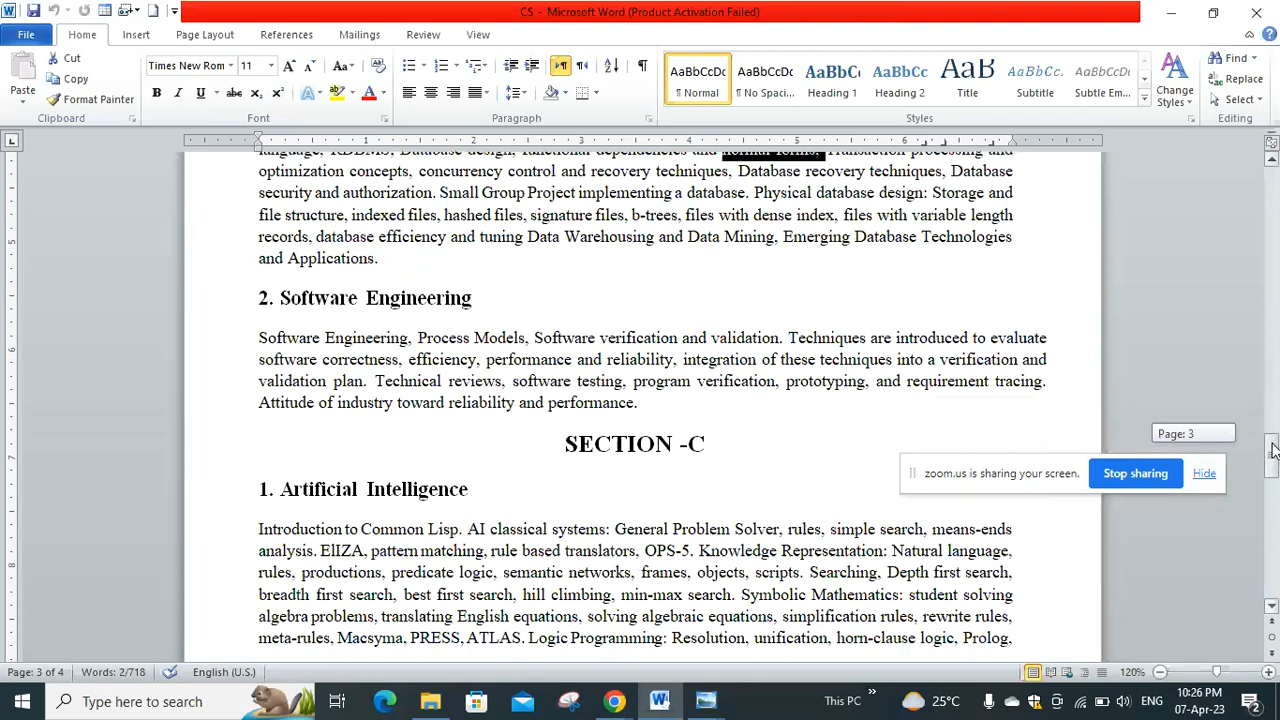 CS - Microsoft Word (Product Activation Failed)
File Home Insert Page Layout References Mailings Review View
Paste
Cut
Copy
Format Painter
Clipboard
Times New Rom 11
Font
Paragraph
AaBbCcDc ¶ Normal
AaBbCcDc ¶ No Spaci...
AaBbC Heading 1
AaBbCc Heading 2
AaB Title
AaBbCc. Subtitle
AaBbCcDc Subtle Em...
Change Styles
Styles
Find
Replace
Select
Editing
language, RDBMS, Database design, functional dependencies and normal forms, Transaction processing and
optimization concepts, concurrency control and recovery techniques, Database recovery techniques, Database
security and authorization. Small Group Project implementing a database. Physical database design: Storage and
file structure, indexed files, hashed files, signature files, b-trees, files with dense index, files with variable length
records, database efficiency and tuning Data Warehousing and Data Mining, Emerging Database Technologies
and Applications.
2. Software Engineering
Software Engineering, Process Models, Software verification and validation. Techniques are introduced to evaluate
software correctness, efficiency, performance and reliability, integration of these techniques into a verification and
validation plan. Technical reviews, software testing, program verification, prototyping, and requirement tracing.
Attitude of industry toward reliability and performance.
SECTION -C
Page: 3
zoom.us is sharing your screen. Stop sharing Hide
1. Artificial Intelligence
Introduction to Common Lisp. AI classical systems: General Problem Solver, rules, simple search, means-ends
analysis. ElIZA, pattern matching, rule based translators, OPS-5. Knowledge Representation: Natural language,
rules, productions, predicate logic, semantic networks, frames, objects, scripts. Searching, Depth first search,
breadth first search, best first search, hill climbing, min-max search. Symbolic Mathematics: student solving
algebra problems, translating English equations, solving algebraic equations, simplification rules, rewrite rules,
meta-rules, Macsyma, PRESS, ATLAS. Logic Programming: Resolution, unification, horn-clause logic, Prolog,
Page: 3 of 4 Words: 2/718 English (U.S.) 120%
Type here to search This PC 25°C ENG 10:26 PM
07-Apr-23
2